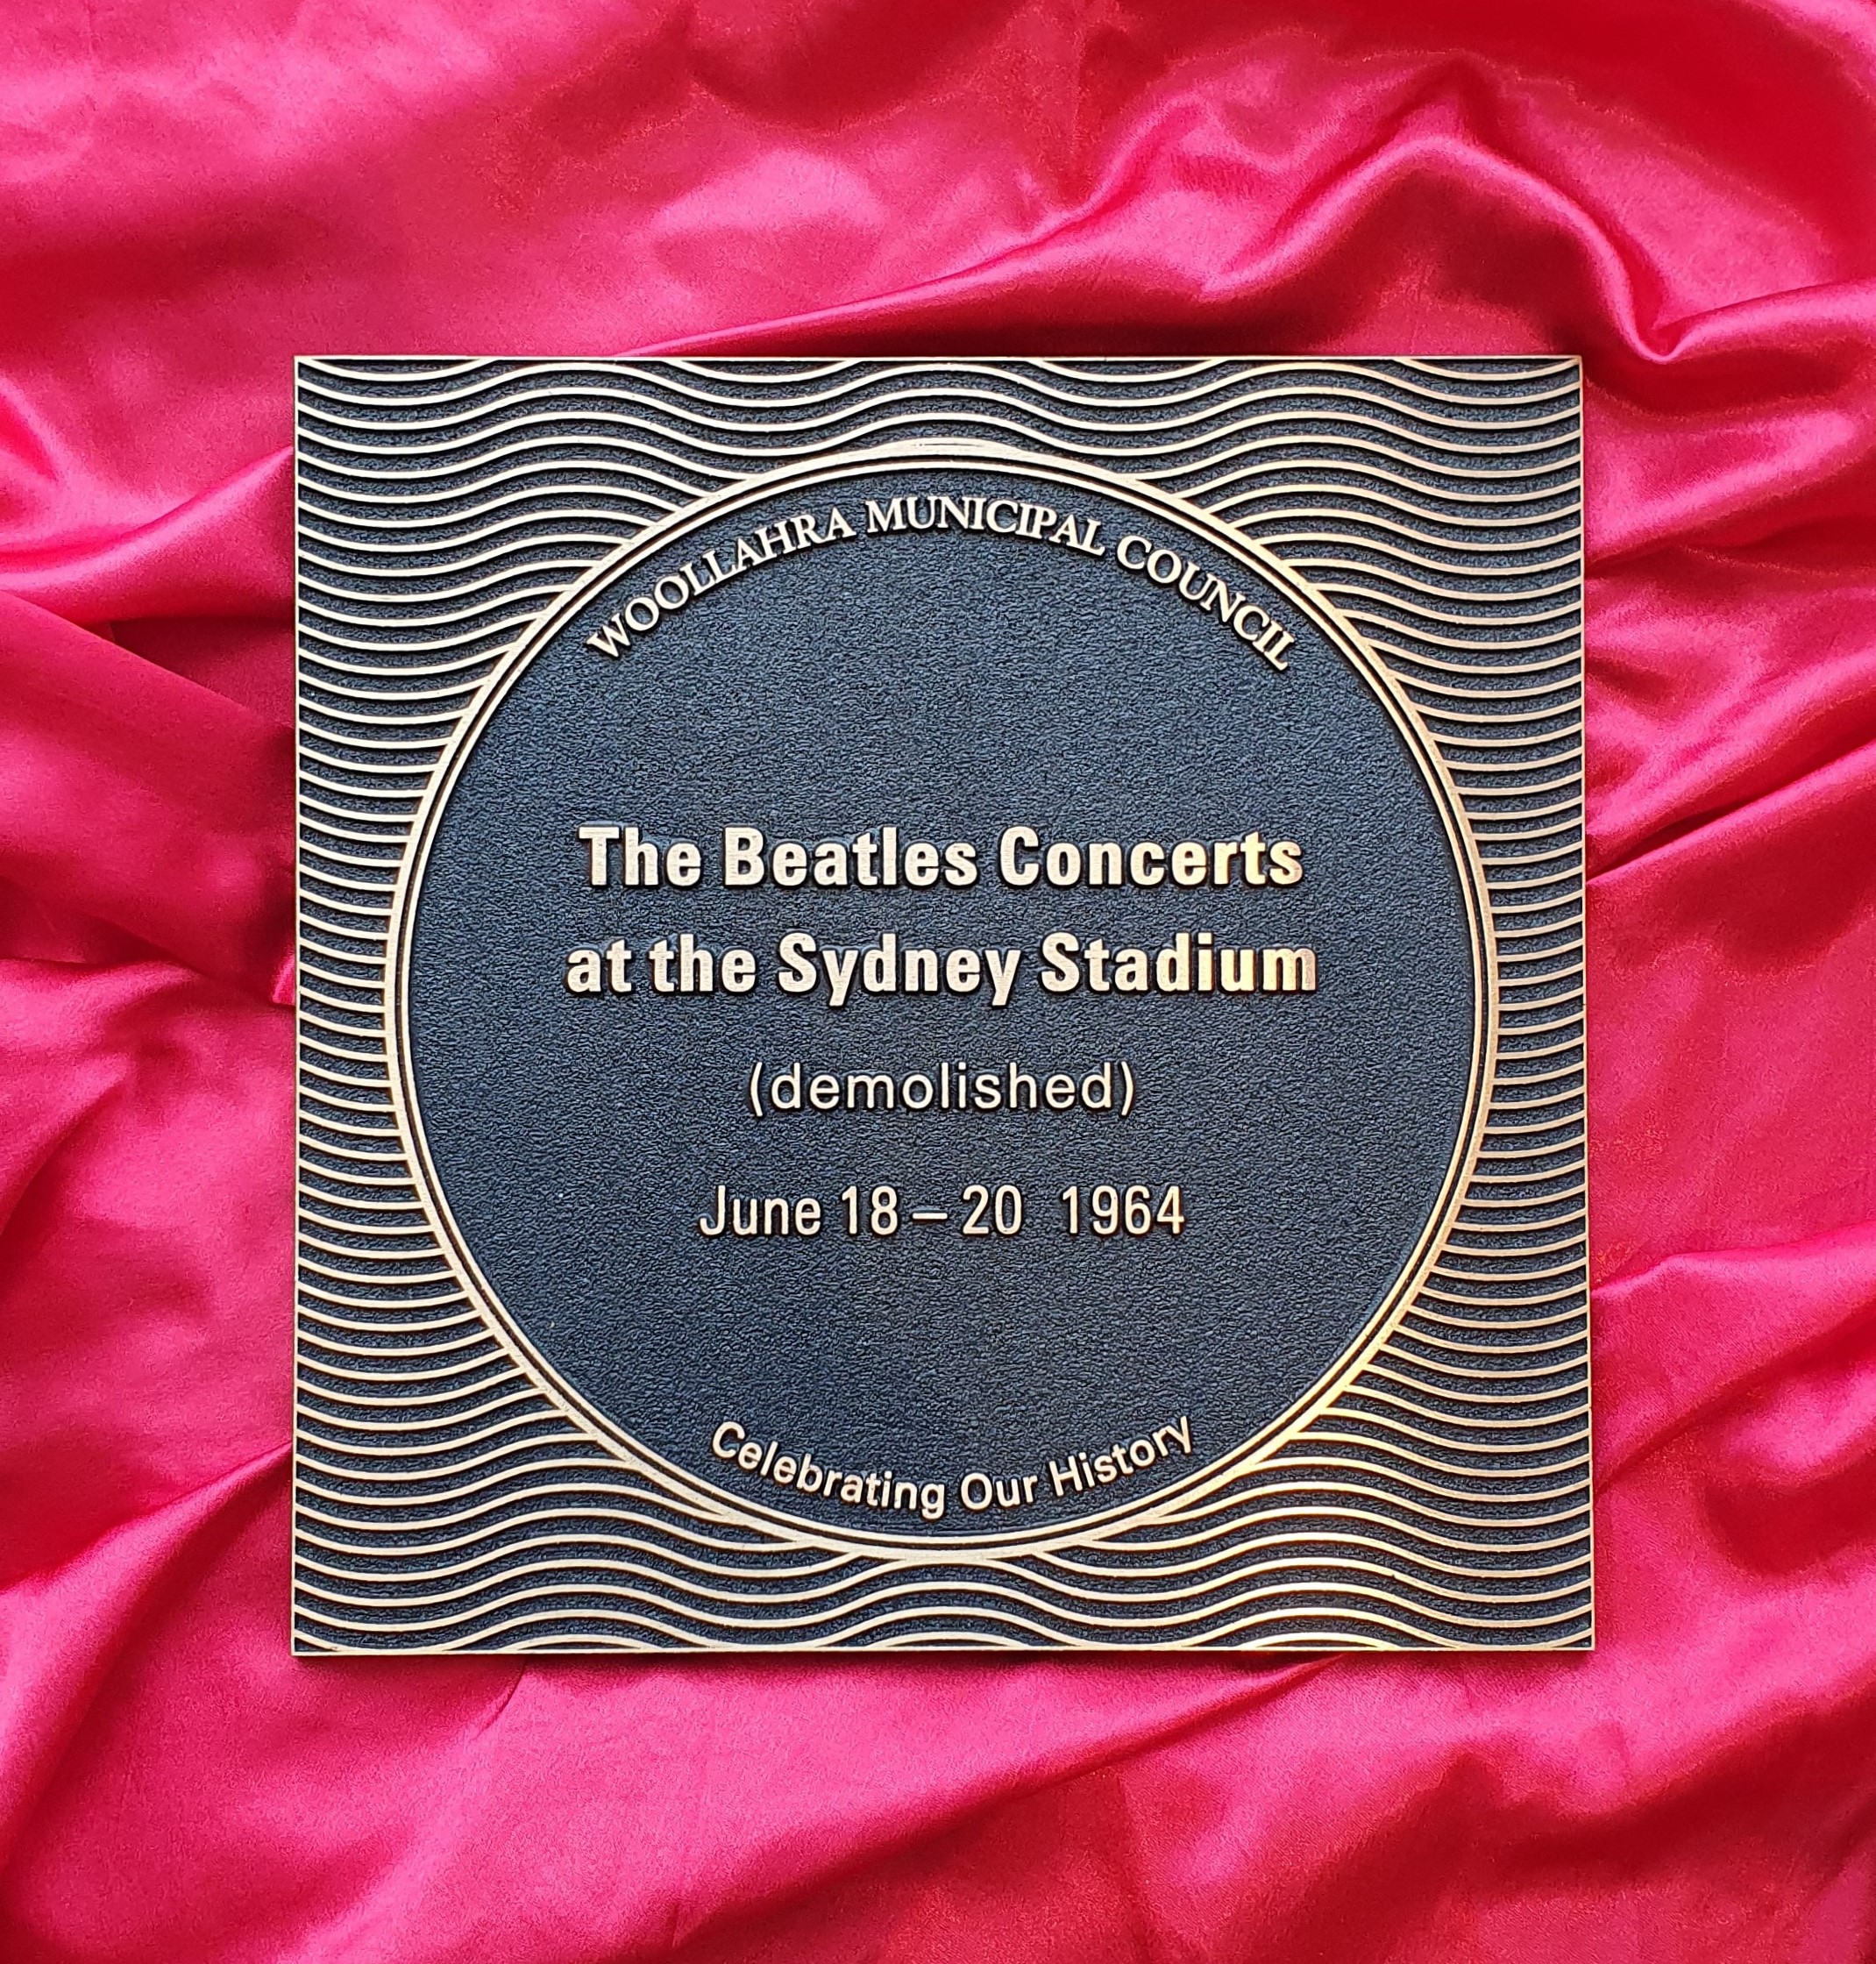 WOOLLAHRA MUNICIPAL COUNCIL
The Beatles Concerts
at the Sydney Stadium
(demolished)
June 18 – 20 1964
Celebrating Our History